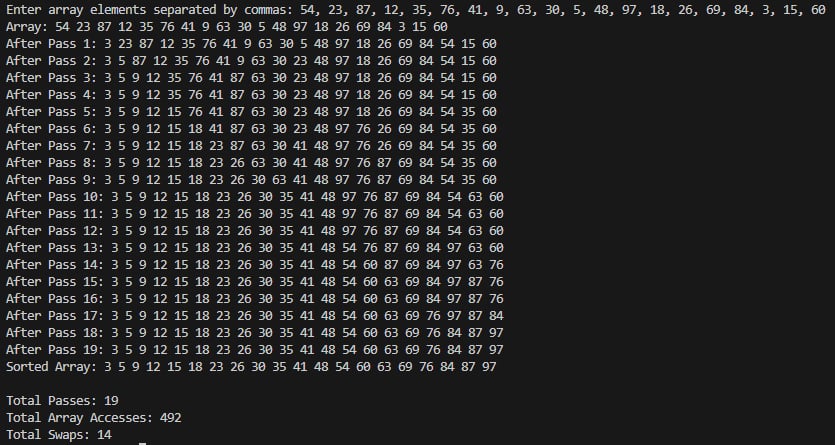 Enter array elements separated by commas: 54, 23, 87, 12, 35, 76, 41, 9, 63, 30, 5, 48, 97, 18, 26, 69, 84, 3, 15, 60
Array: 54 23 87 12 35 76 41 9 63 30 5 48 97 18 26 69 84 3 15 60
After Pass 1: 3 23 87 12 35 76 41 9 63 30 5 48 97 18 26 69 84 54 15 60
After Pass 2: 3 5 87 12 35 76 41 9 63 30 23 48 97 18 26 69 84 54 15 60
After Pass 3: 3 5 9 12 35 76 41 87 63 30 23 48 97 18 26 69 84 54 15 60
After Pass 4: 3 5 9 12 35 76 41 87 63 30 23 48 97 18 26 69 84 54 15 60
After Pass 5: 3 5 9 12 15 76 41 87 63 30 23 48 97 18 26 69 84 54 35 60
After Pass 6: 3 5 9 12 15 18 41 87 63 30 23 48 97 76 26 69 84 54 35 60
After Pass 7: 3 5 9 12 15 18 23 87 63 30 41 48 97 76 26 69 84 54 35 60
After Pass 8: 3 5 9 12 15 18 23 26 63 30 41 48 97 76 87 69 84 54 35 60
After Pass 9: 3 5 9 12 15 18 23 26 30 63 41 48 97 76 87 69 84 54 35 60
After Pass 10: 3 5 9 12 15 18 23 26 30 35 41 48 97 76 87 69 84 54 63 60
After Pass 11: 3 5 9 12 15 18 23 26 30 35 41 48 97 76 87 69 84 54 63 60
After Pass 12: 3 5 9 12 15 18 23 26 30 35 41 48 97 76 87 69 84 54 63 60
After Pass 13: 3 5 9 12 15 18 23 26 30 35 41 48 54 76 87 69 84 97 63 60
After Pass 14: 3 5 9 12 15 18 23 26 30 35 41 48 54 60 87 69 84 97 63 76
After Pass 15: 3 5 9 12 15 18 23 26 30 35 41 48 54 60 63 69 84 97 87 76
After Pass 16: 3 5 9 12 15 18 23 26 30 35 41 48 54 60 63 69 84 97 87 76
After Pass 17: 3 5 9 12 15 18 23 26 30 35 41 48 54 60 63 69 76 97 87 84
After Pass 18: 3 5 9 12 15 18 23 26 30 35 41 48 54 60 63 69 76 84 87 97
After Pass 19: 3 5 9 12 15 18 23 26 30 35 41 48 54 60 63 69 76 84 87 97
Sorted Array: 3 5 9 12 15 18 23 26 30 35 41 48 54 60 63 69 76 84 87 97
Total Passes: 19
Total Array Accesses: 492
Total Swaps: 14